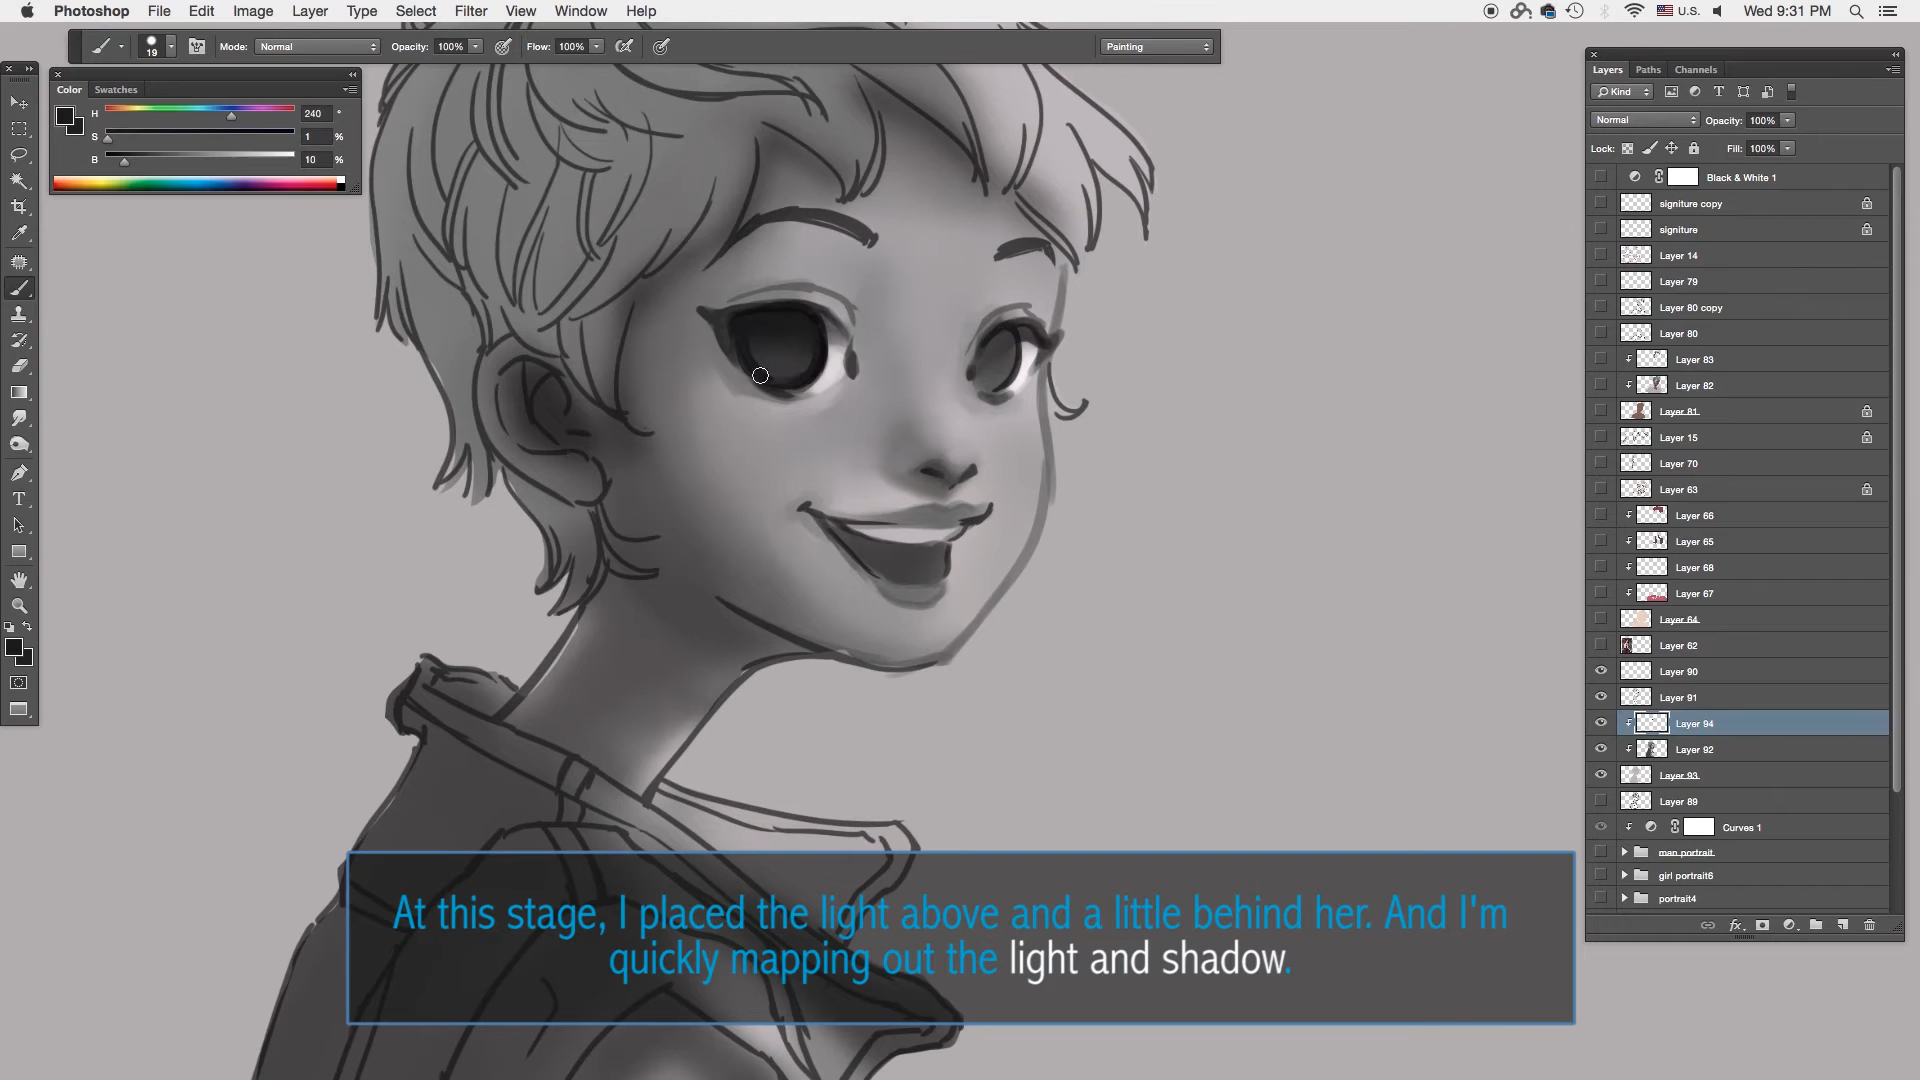 Photoshop File Edit Image Layer Type Select Filter View Window Help
U.S. Wed 9:31 PM
19 Mode: Normal Opacity: 100% Flow: 100% Painting
Color Swatches
H 240 °
S 1 %
B 10 %
Layers Paths Channels
Kind
Normal Opacity: 100%
Lock: Fill: 100%
Black & White 1
signiture copy
signiture
Layer 14
Layer 79
Layer 80 copy
Layer 80
Layer 83
Layer 82
Layer 81
Layer 15
Layer 70
Layer 63
Layer 66
Layer 65
Layer 68
Layer 67
Layer 64
Layer 62
Layer 90
Layer 91
Layer 94
Layer 92
Layer 93
Layer 89
Curves 1
man portrait
girl portrait6
portrait4
fx
At this stage, I placed the light above and a little behind her. And I'm
quickly mapping out the light and shadow.